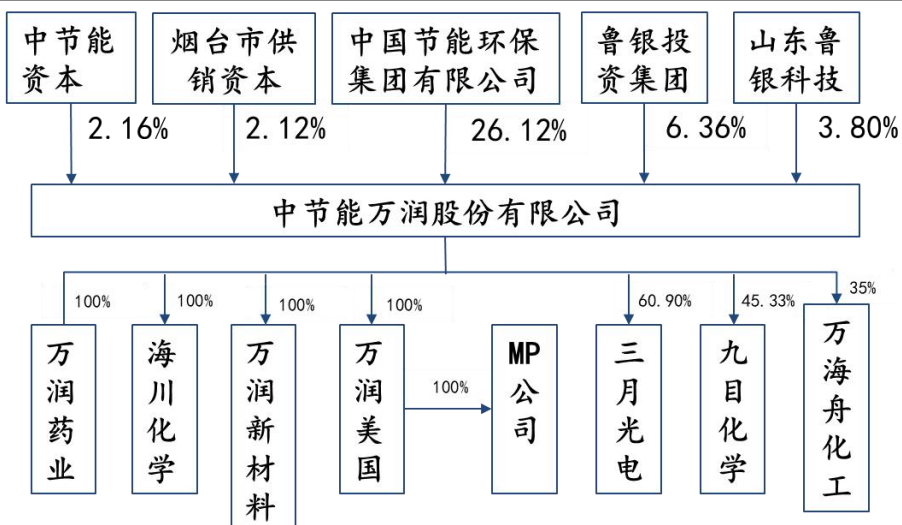 中节能
资本
烟台市供
销资本
中国节能环保
集团有限公司
鲁银投
资集团
山东鲁
银科技
2.16%
2.12%
26.12%
6.36%
3.80%
中节能万润股份有限公司
100%
100%
100%
100%
60.90%
45.33%
35%
万润药业
海川化学
万润新材料
万润美国
100%
MP
公司
三月光电
九目化学
万海舟化工